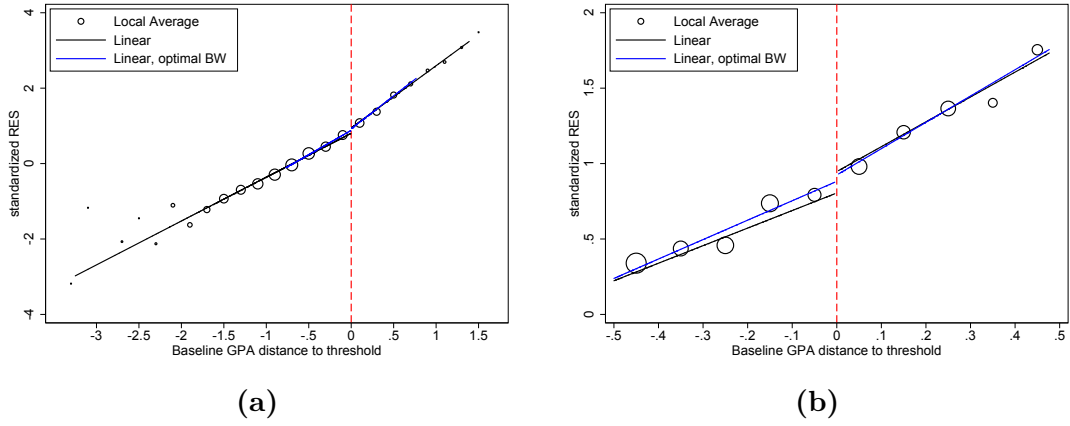 Local Average
Linear
Linear, optimal BW
standardized RES
4
2
0
-2
-4
-3
-2.5
-2
-1.5
-1
-0.5
0
.5
1
1.5
Baseline GPA distance to threshold
(a)
Local Average
Linear
Linear, optimal BW
standardized RES
2
1.5
1
.5
0
-.5
-.4
-.3
-.2
-.1
0
.1
.2
.3
.4
.5
Baseline GPA distance to threshold
(b)